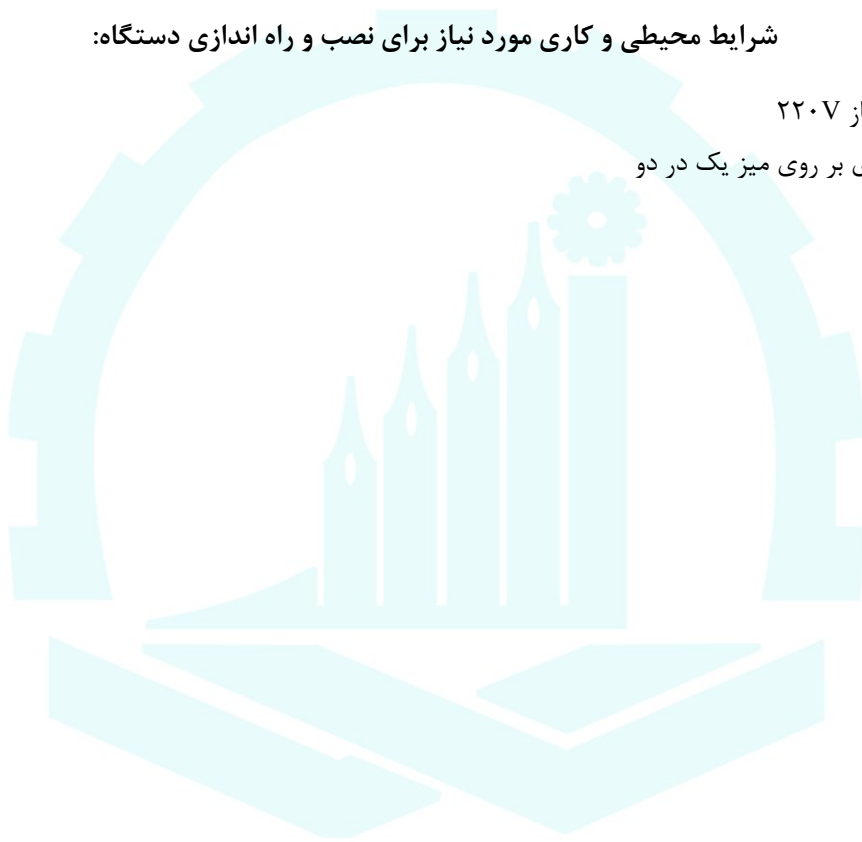 شرایط محیطی و کاری مورد نیاز برای نصب و راه اندازی دستگاه:
۲۲۰V
بر روی میز یک در دو